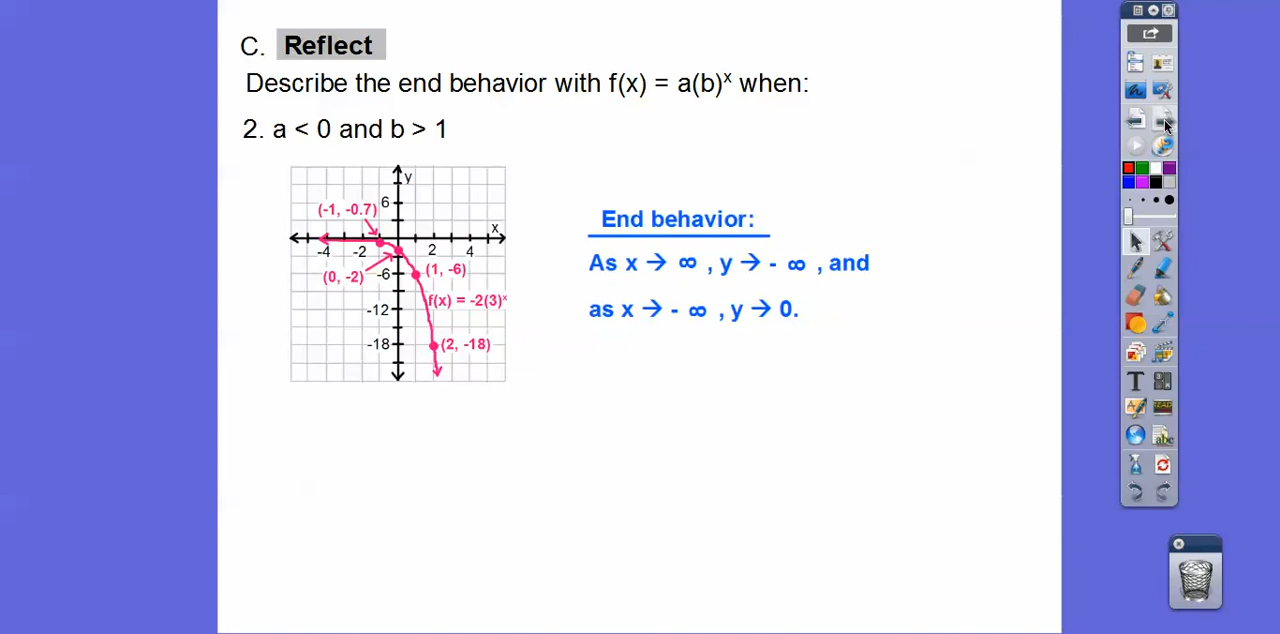 C. Reflect
Describe the end behavior with f(x) = a(b)ˣ when:
2. a < 0 and b > 1
y
(-1, -0.7)
6
x
-4 -2 2 4
(0, -2)
-6
(1, -6)
f(x) = -2(3)ˣ
-12
-18
(2, -18)
End behavior:
As x → ∞ , y → - ∞ , and
as x → - ∞ , y → 0.